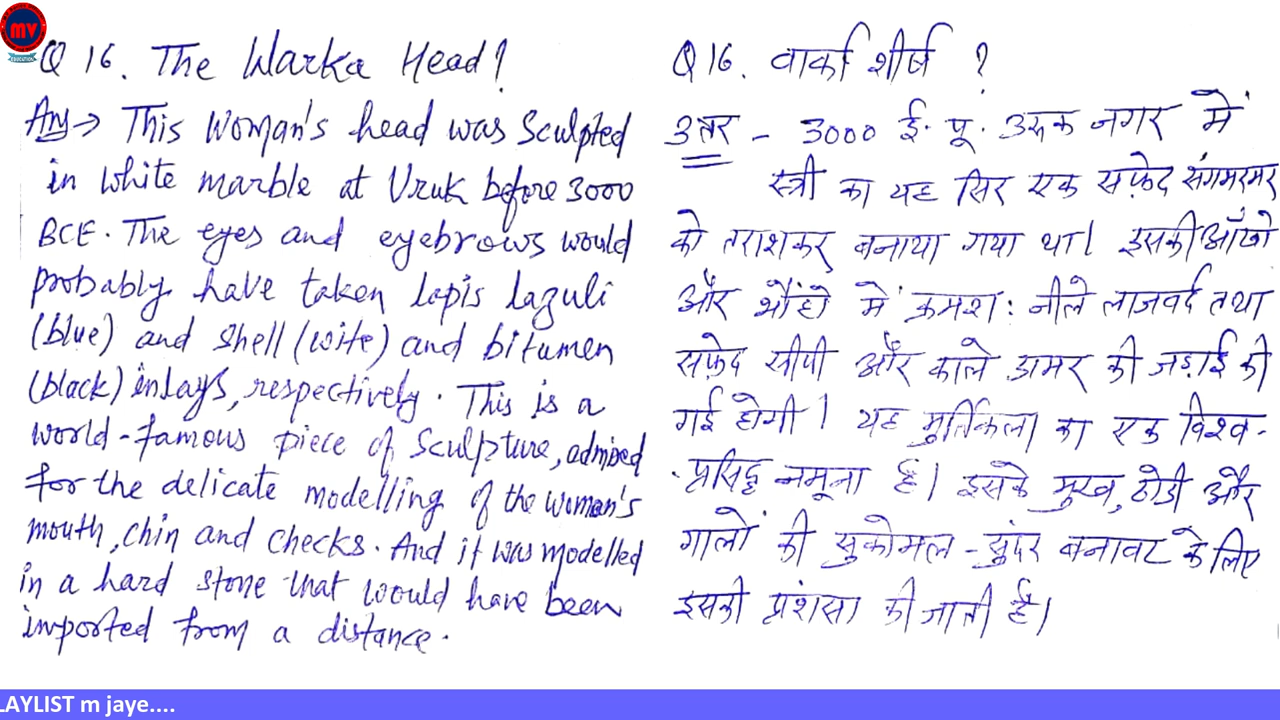 mv
EDUCATION
Q 16. The Warka Head?
Ans → This Woman's head was Sculpted
in white marble at Uruk before 3000
BCE. The eyes and eyebrows would
probably have taken lapis lazuli
(blue) and shell (wite) and bitumen
(black) inlays, respectively. This is a
world-famous piece of sculpture, admired
for the delicate modelling of the woman's
mouth, chin and checks. And it was modelled
in a hard stone that would have been
imported from a distance.
Q 16. वार्का शीर्ष ?
उत्तर - 3000 ई. पू. उरुक नगर में
स्त्री का यह सिर एक सफ़ेद संगमरमर
को तराशकर बनाया गया था। इसकी आँखो
और भौंहो में क्रमश: नीले लाजवर्द तथा
सफ़ेद सीपी और काले डामर की जड़ाई की
गई होगी। यह मुर्तिकला का एक विश्व-
प्रसिद्ध नमूना है। इसके मुख, ठोडी और
गालों की सुकोमल-सुंदर बनावट के लिए
इसकी प्रंशसा की जाती है।
LAYLIST m jaye....